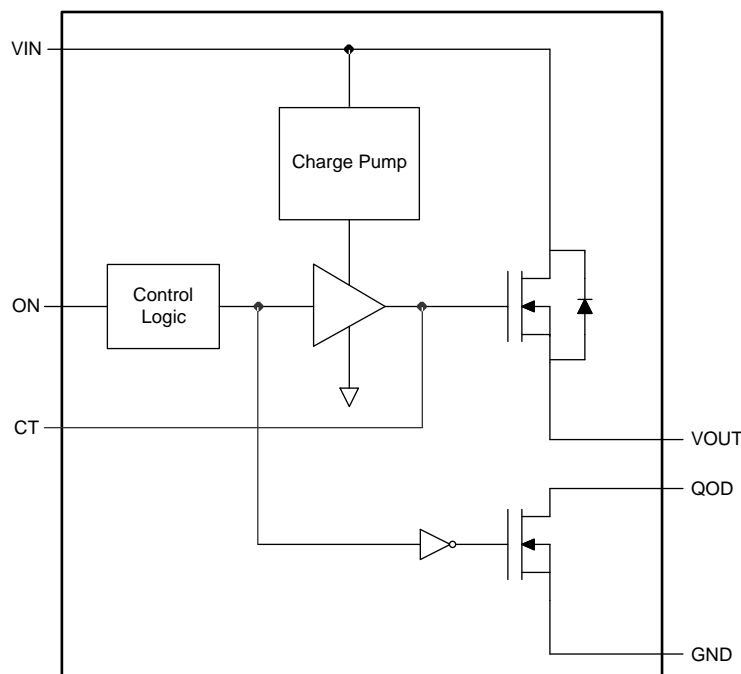 VIN
Charge Pump
ON
Control
Logic
CT
VOUT
QOD
GND